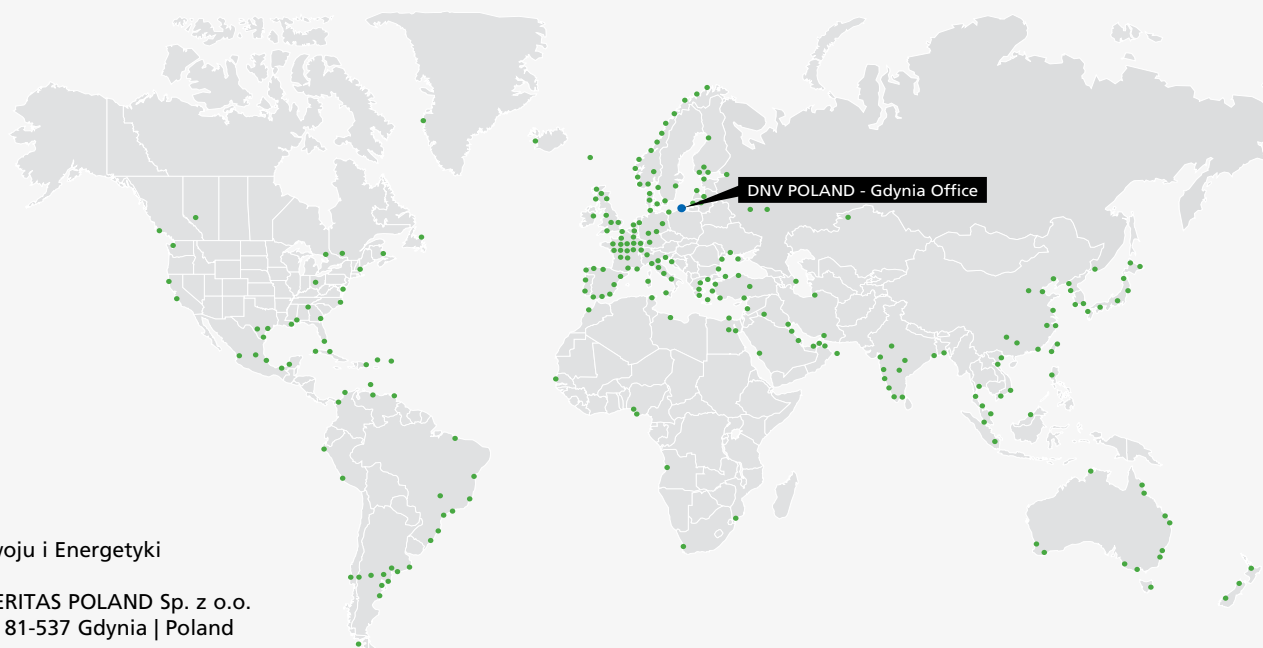 DNV POLAND - Gdynia Office
woju i Energetyki
ERITAS POLAND Sp. z o.o.
81-537 Gdynia | Poland